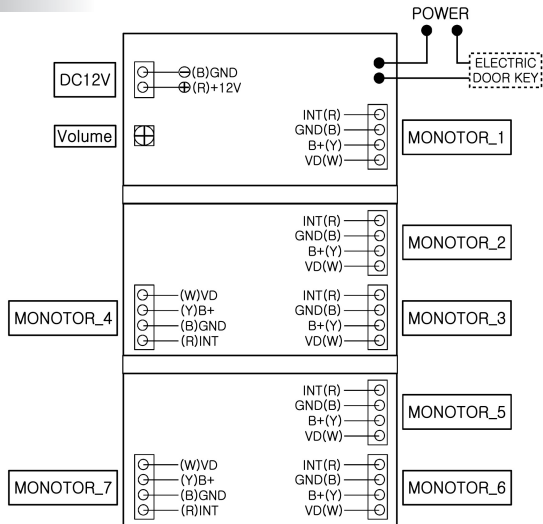 POWER
ELECTRIC
DOOR KEY
DC12V
⊖(B)GND
⊕(R)+12V
Volume
INT(R)
GND(B)
B+(Y)
VD(W)
MONOTOR_1
INT(R)
GND(B)
B+(Y)
VD(W)
MONOTOR_2
MONOTOR_4
(W)VD
(Y)B+
(B)GND
(R)INT
INT(R)
GND(B)
B+(Y)
VD(W)
MONOTOR_3
INT(R)
GND(B)
B+(Y)
VD(W)
MONOTOR_5
MONOTOR_7
(W)VD
(Y)B+
(B)GND
(R)INT
INT(R)
GND(B)
B+(Y)
VD(W)
MONOTOR_6